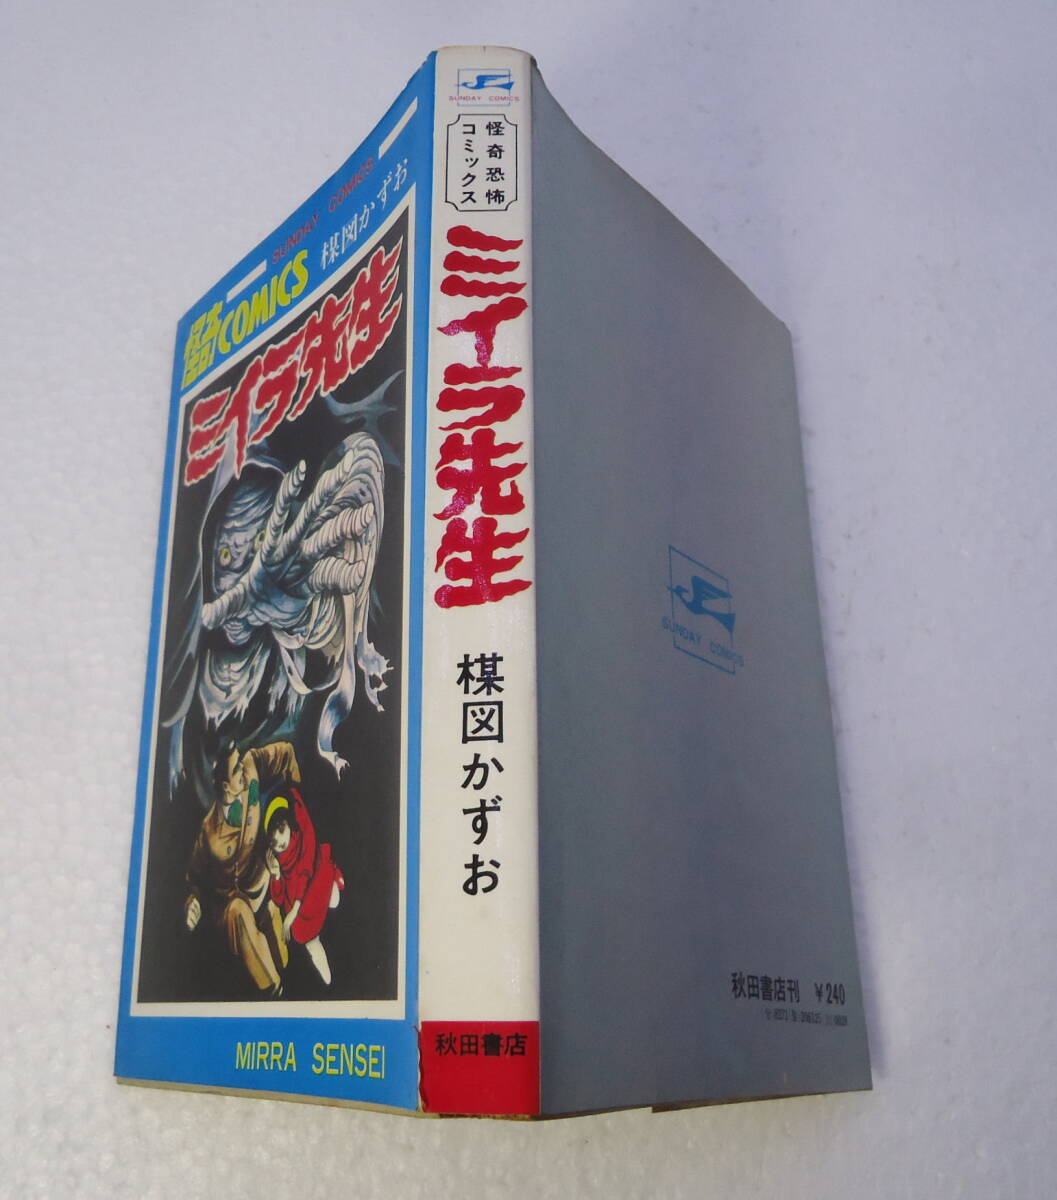 SUNDAY COMICS
楳図かずお
怪奇COMICS
ミイラ先生
MIRRA SENSEI
SUNDAY COMICS
怪奇恐怖
コミックス
ミイラ先生
楳図かずお
秋田書店
SUNDAY COMICS
秋田書店刊 ¥240